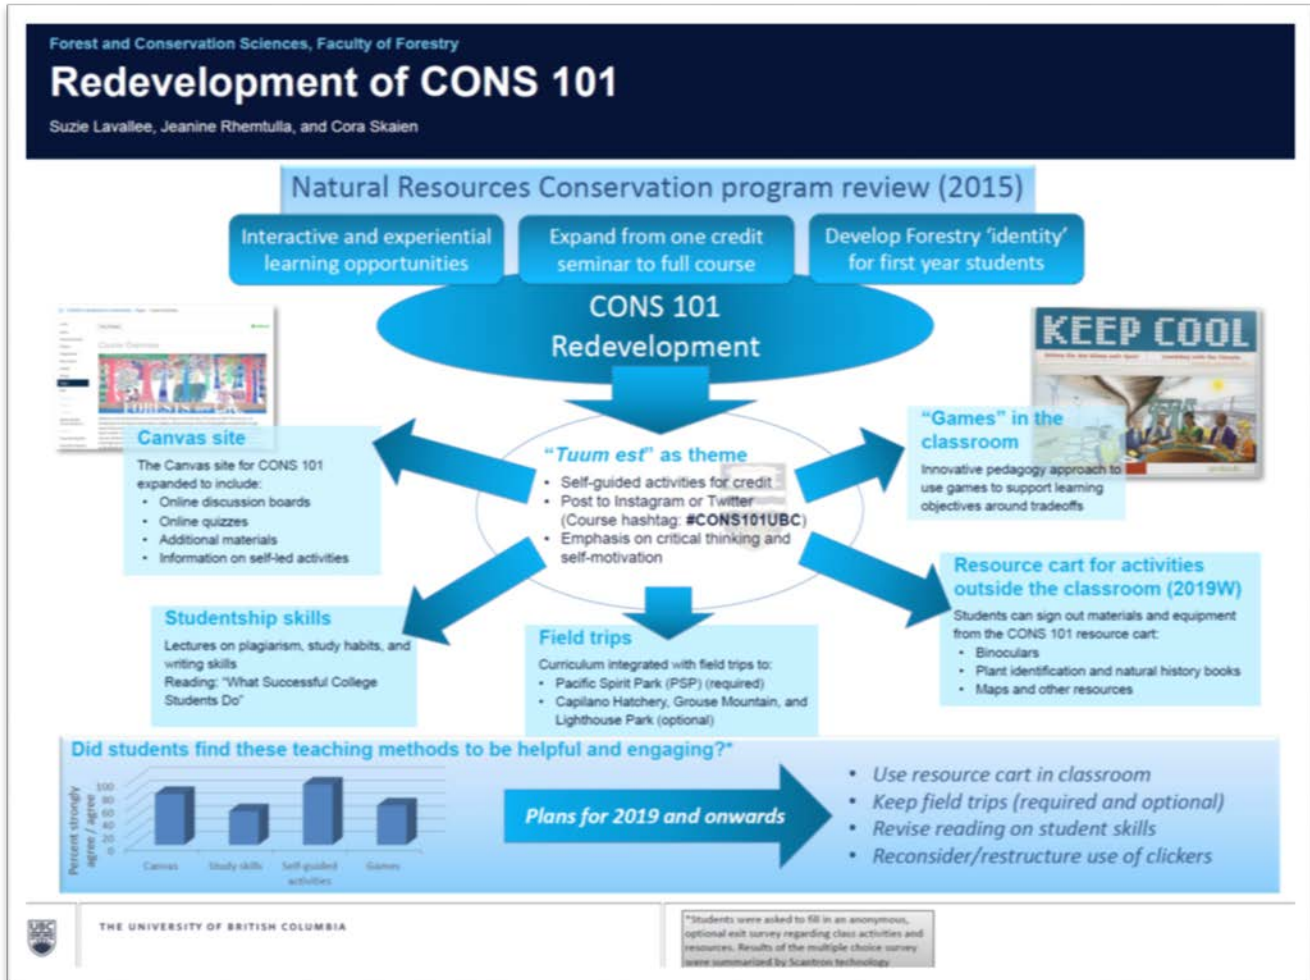 Forest and Conservation Sciences, Faculty of Forestry
Redevelopment of CONS 101
Suzie Lavallee, Jeanine Rhemtulla, and Cora Skaien
Natural Resources Conservation program review (2015)
Interactive and experiential
learning opportunities
Expand from one credit
seminar to full course
Develop Forestry 'identity'
for first year students
CONS 101
Redevelopment
KEEP COOL
Course Overview
FORESTS
Canvas site
The Canvas site for CONS 101
expanded to include:
• Online discussion boards
• Online quizzes
• Additional materials
• Information on self-led activities
"Tuum est" as theme
• Self-guided activities for credit
• Post to Instagram or Twitter
(Course hashtag: #CONS101UBC)
• Emphasis on critical thinking and
self-motivation
"Games" in the
classroom
Innovative pedagogy approach to
use games to support learning
objectives around tradeoffs
Studentship skills
Lectures on plagiarism, study habits, and
writing skills
Reading: "What Successful College
Students Do"
Field trips
Curriculum integrated with field trips to:
• Pacific Spirit Park (PSP) (required)
• Capilano Hatchery, Grouse Mountain, and
Lighthouse Park (optional)
Resource cart for activities
outside the classroom (2019W)
Students can sign out materials and equipment
from the CONS 101 resource cart:
• Binoculars
• Plant identification and natural history books
• Maps and other resources
Did students find these teaching methods to be helpful and engaging?*
Percent strongly
agree / agree
100
80
60
40
20
0
Canvas
Study skills
Self-guided
activities
Games
Plans for 2019 and onwards
• Use resource cart in classroom
• Keep field trips (required and optional)
• Revise reading on student skills
• Reconsider/restructure use of clickers
UBC
THE UNIVERSITY OF BRITISH COLUMBIA
*Students were asked to fill in an anonymous,
optional exit survey regarding class activities and
resources. Results of the multiple choice survey
were summarized by Scantron technology